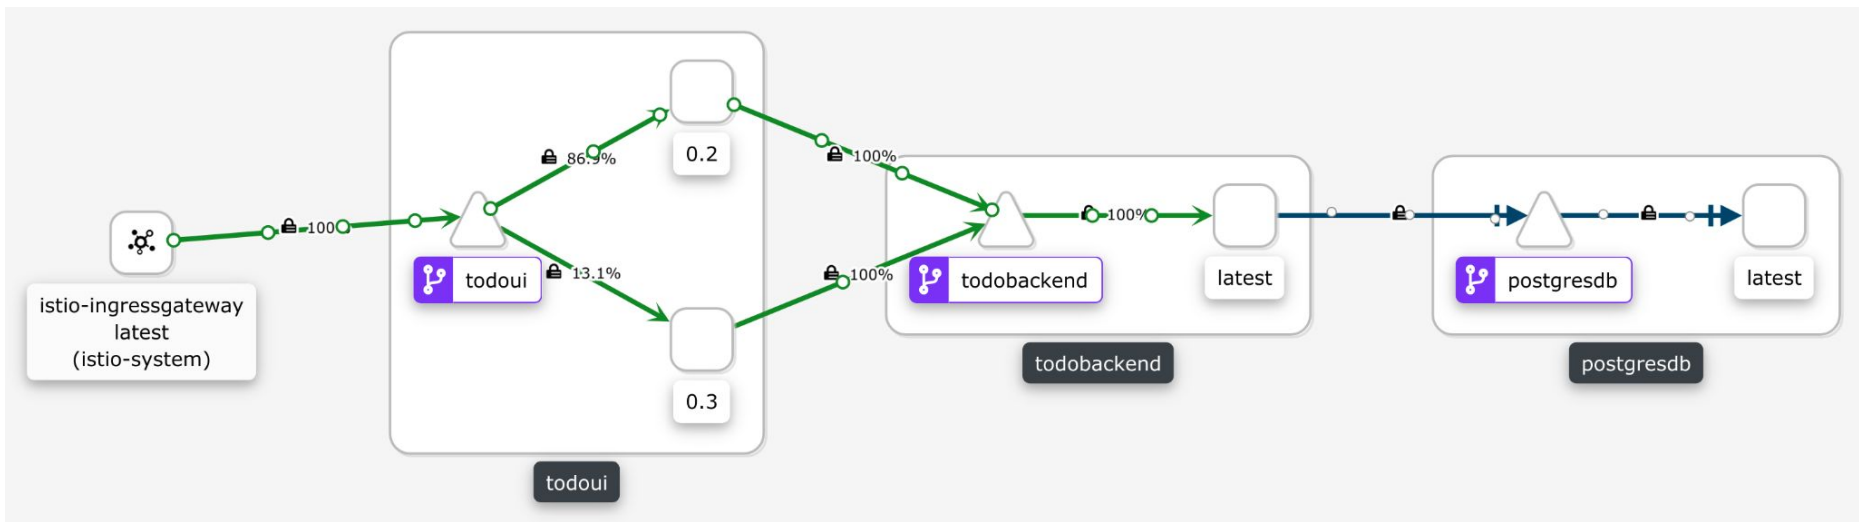 istio-ingressgateway
latest
(istio-system)
100
todoui
86.9%
13.1%
0.2
0.3
todoui
100%
100%
todobackend
100%
latest
todobackend
postgresdb
latest
postgresdb